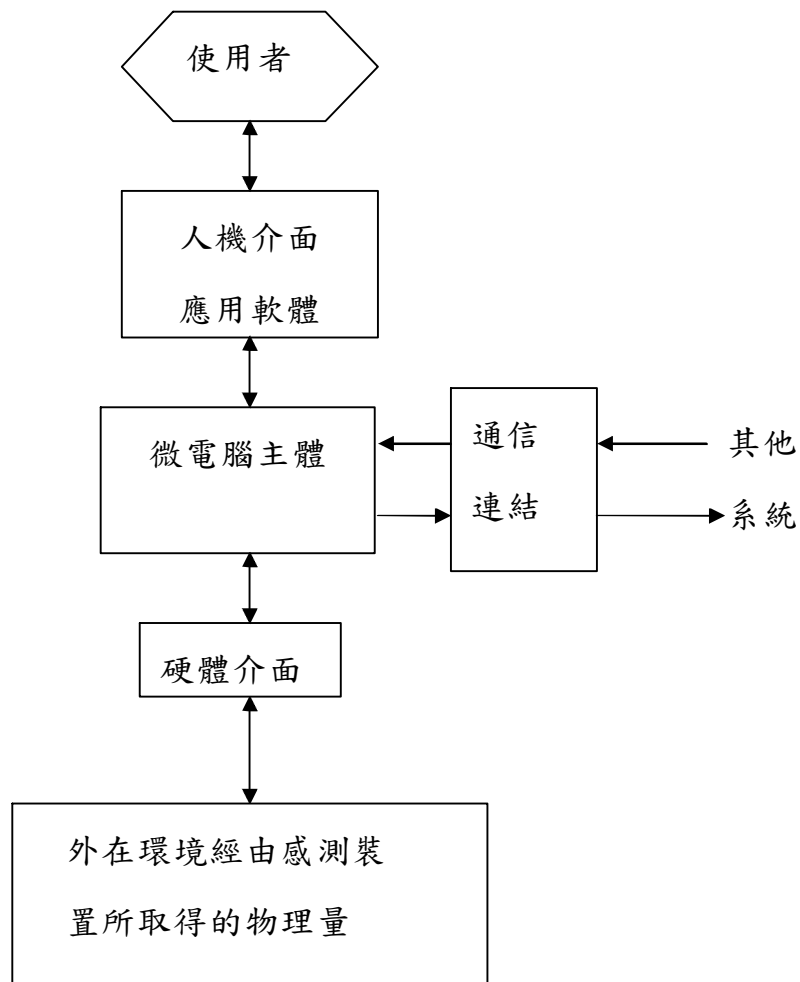 使用者
人機介面
應用軟體
微電腦主體
通信
連結
其他
系統
硬體介面
外在環境經由感測裝
置所取得的物理量